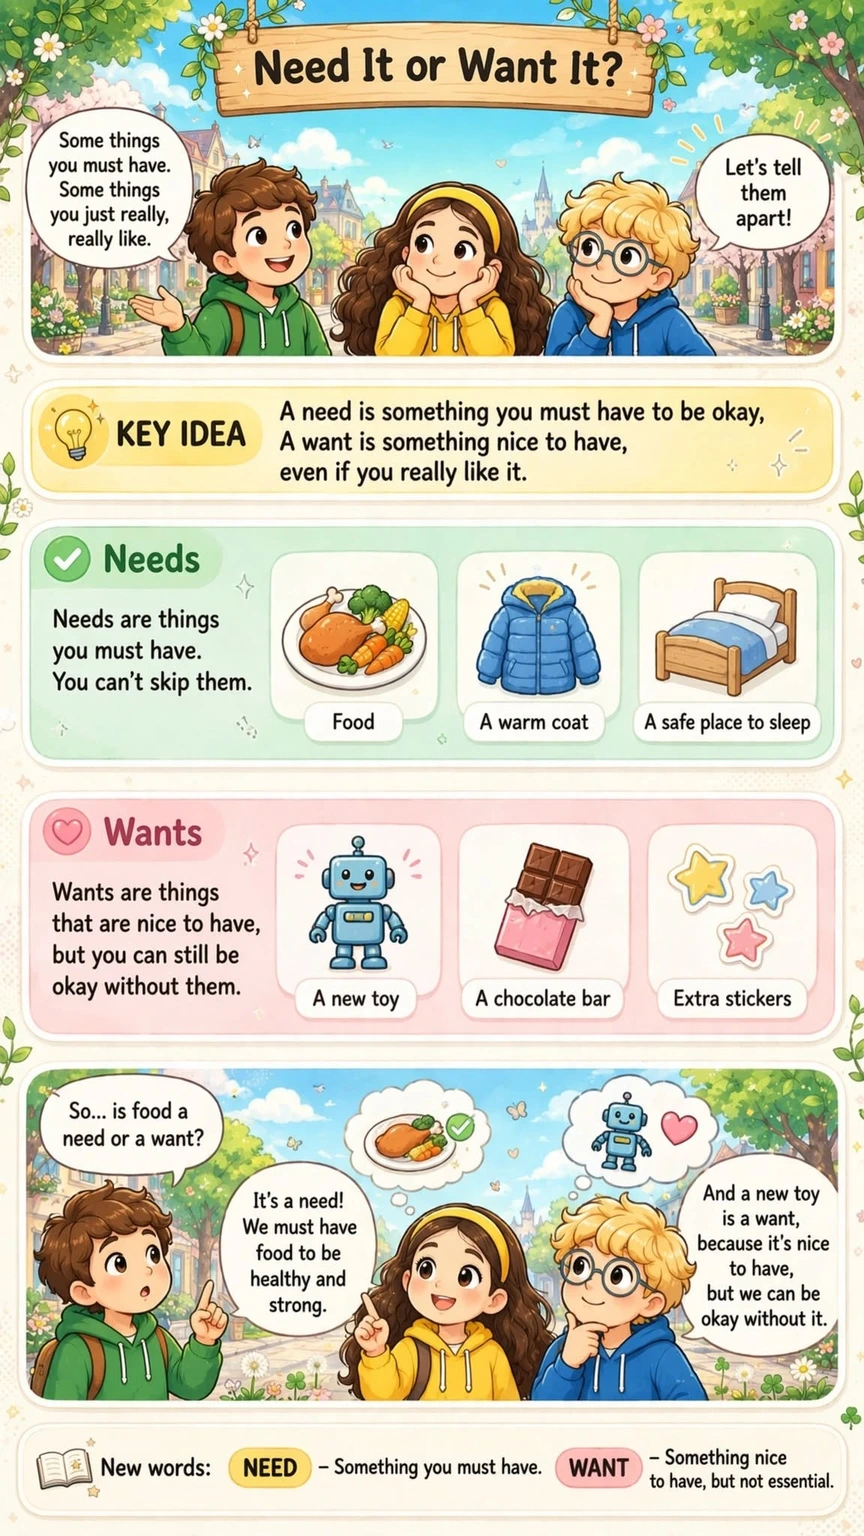 Need It or Want It?
Some things
you must have.
Some things
you just really,
really like.
Let's tell
them
apart!
KEY IDEA
A need is something you must have to be okay,
A want is something nice to have,
even if you really like it.
Needs
Needs are things
you must have.
You can't skip them.
Food
A warm coat
A safe place to sleep
Wants
Wants are things
that are nice to have,
but you can still be
okay without them.
A new toy
A chocolate bar
Extra stickers
So... is food a
need or a want?
It's a need!
We must have
food to be
healthy and
strong.
And a new toy
is a want,
because it's nice
to have,
but we can be
okay without it.
New words:
NEED – Something you must have.
WANT – Something nice
to have, but not essential.